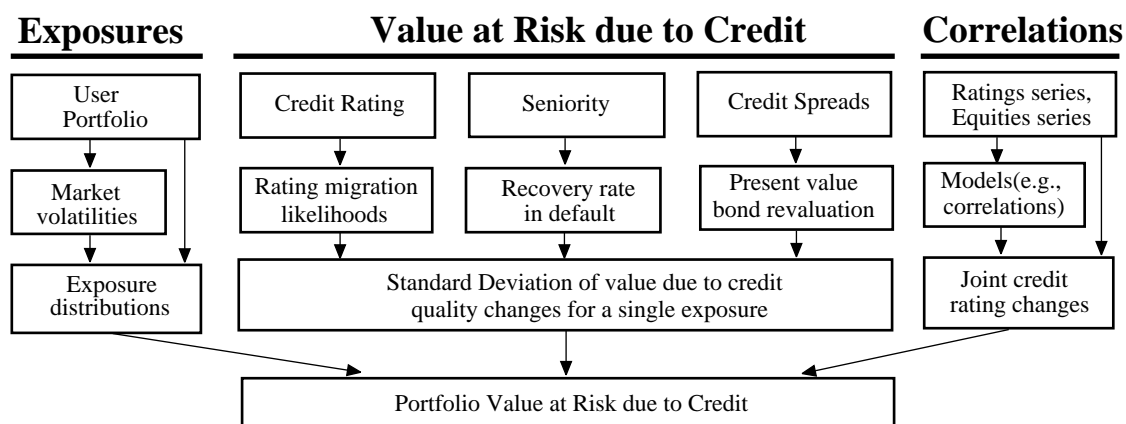 Exposures
Value at Risk due to Credit
Correlations
User
Portfolio
Market
volatilities
Exposure
distributions
Credit Rating
Seniority
Credit Spreads
Rating migration
likelihoods
Recovery rate
in default
Present value
bond revaluation
Standard Deviation of value due to credit
quality changes for a single exposure
Ratings series,
Equities series
Models(e.g.,
correlations)
Joint credit
rating changes
Portfolio Value at Risk due to Credit